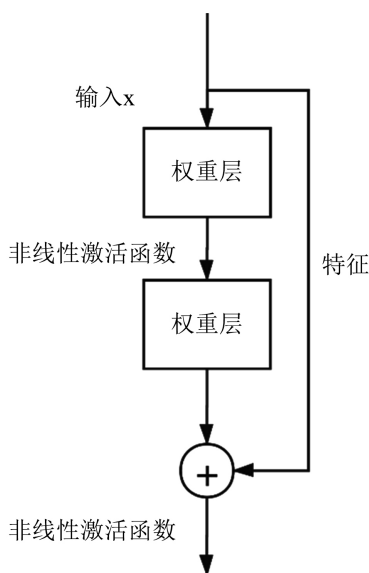 输入x
权重层
非线性激活函数
特征
权重层
+
非线性激活函数